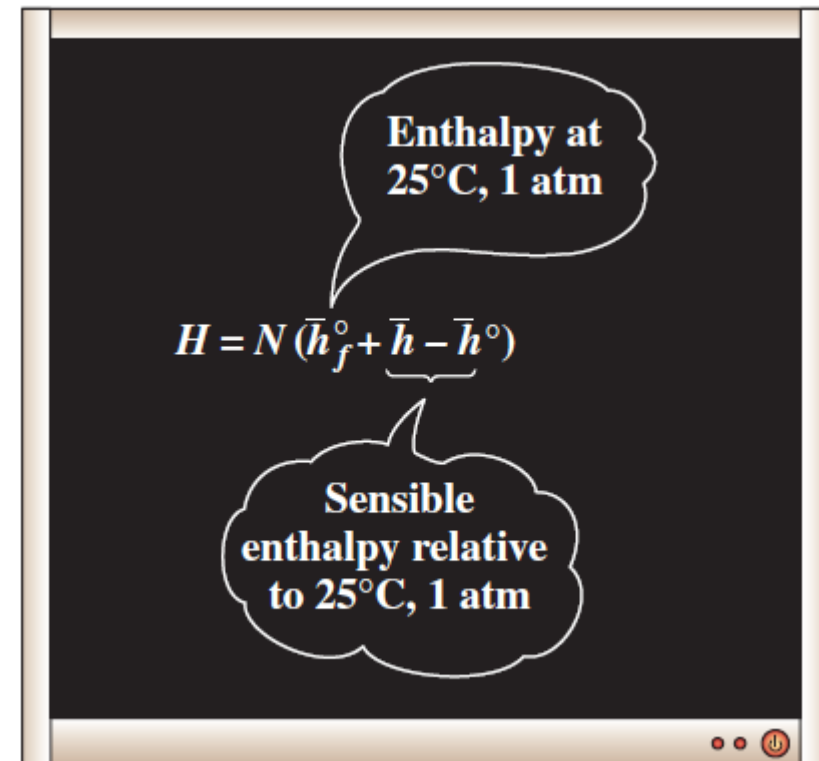 Enthalpy at
25°C, 1 atm
H = N (h̅°f + h̅ – h̅°)
Sensible
enthalpy relative
to 25°C, 1 atm